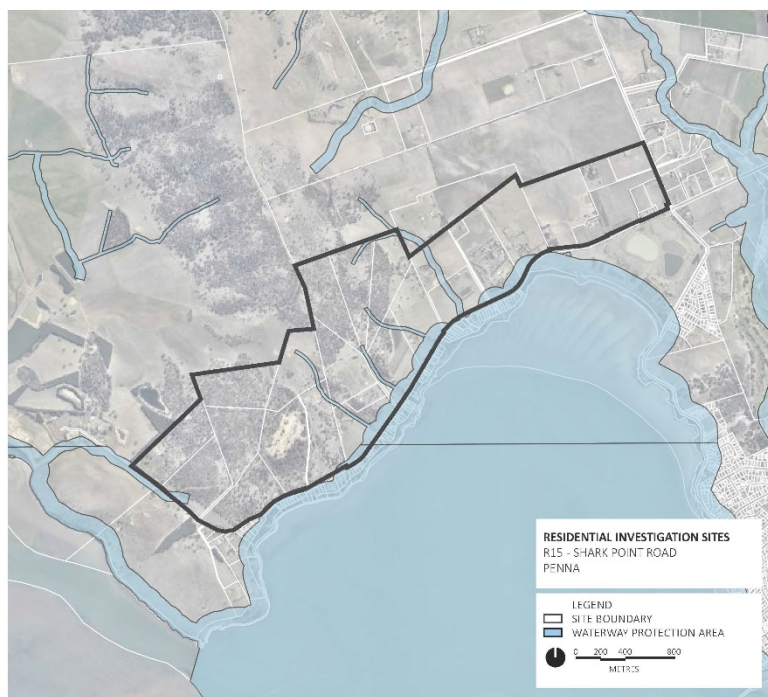 RESIDENTIAL INVESTIGATION SITES
R15 - SHARK POINT ROAD
PENNA
LEGEND
SITE BOUNDARY
WATERWAY PROTECTION AREA
0 200 400 800
METRES